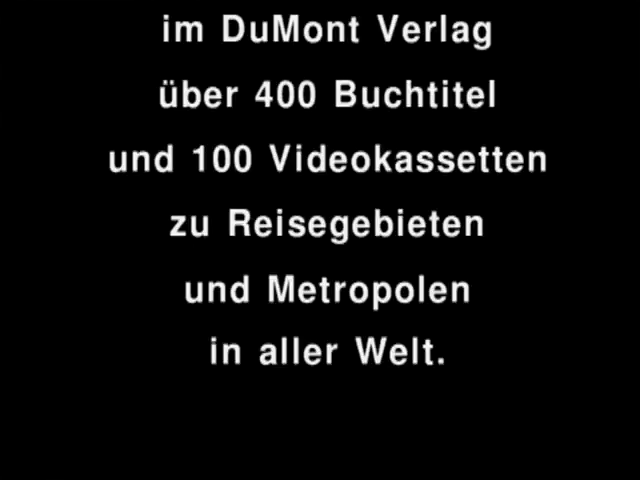 im DuMont Verlag
über 400 Buchtitel
und 100 Videokassetten
zu Reisegebieten
und Metropolen
in aller Welt.